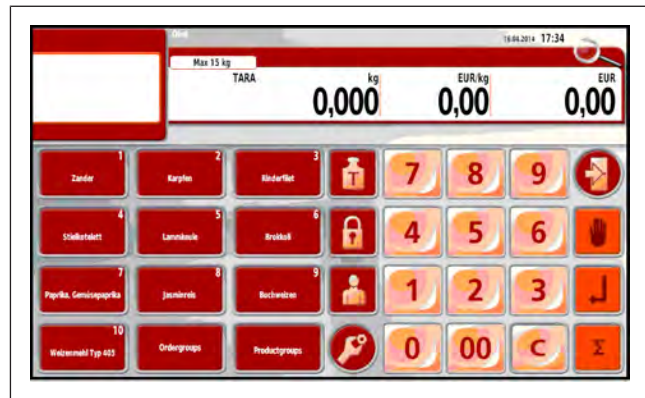 16.04.2014 17:34
Max 15 kg
TARA kg EUR/kg EUR
0,000 0,00 0,00
1 2 3
Zander Karpfen Rinderfilet T 7 8 9
4 5 6
Stielkotelett Lammkeule Brokkoli 4 5 6
7 8 9
Paprika, Gemüsepaprika Jasminreis Buchweizen 1 2 3
10
Weizenmehl Typ 405 Ordergroups Productgroups 0 00 C Σ